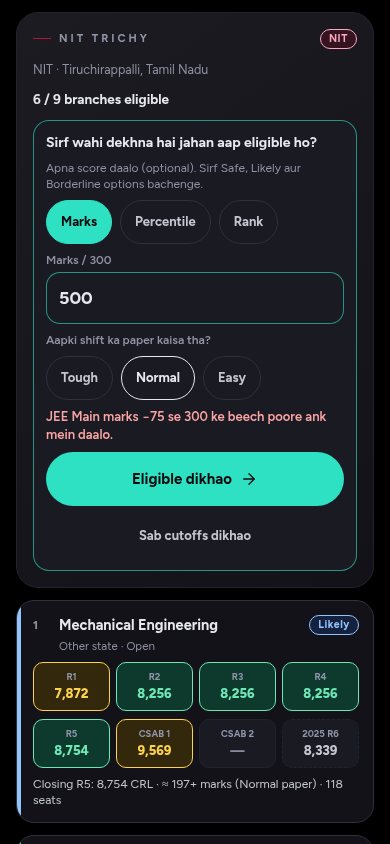 NIT TRICHY
NIT
NIT · Tiruchirappalli, Tamil Nadu
6 / 9 branches eligible
Sirf wahi dekhna hai jahan aap eligible ho?
Apna score daalo (optional). Sirf Safe, Likely aur
Borderline options bachenge.
Marks
Percentile
Rank
Marks / 300
500
Aapki shift ka paper kaisa tha?
Tough
Normal
Easy
JEE Main marks −75 se 300 ke beech poore ank
mein daalo.
Eligible dikhao →
Sab cutoffs dikhao
1
Mechanical Engineering
Likely
Other state · Open
R1 R2 R3 R4
7,872 8,256 8,256 8,256
R5 CSAB 1 CSAB 2 2025 R6
8,754 9,569 — 8,339
Closing R5: 8,754 CRL · ≈ 197+ marks (Normal paper) · 118
seats